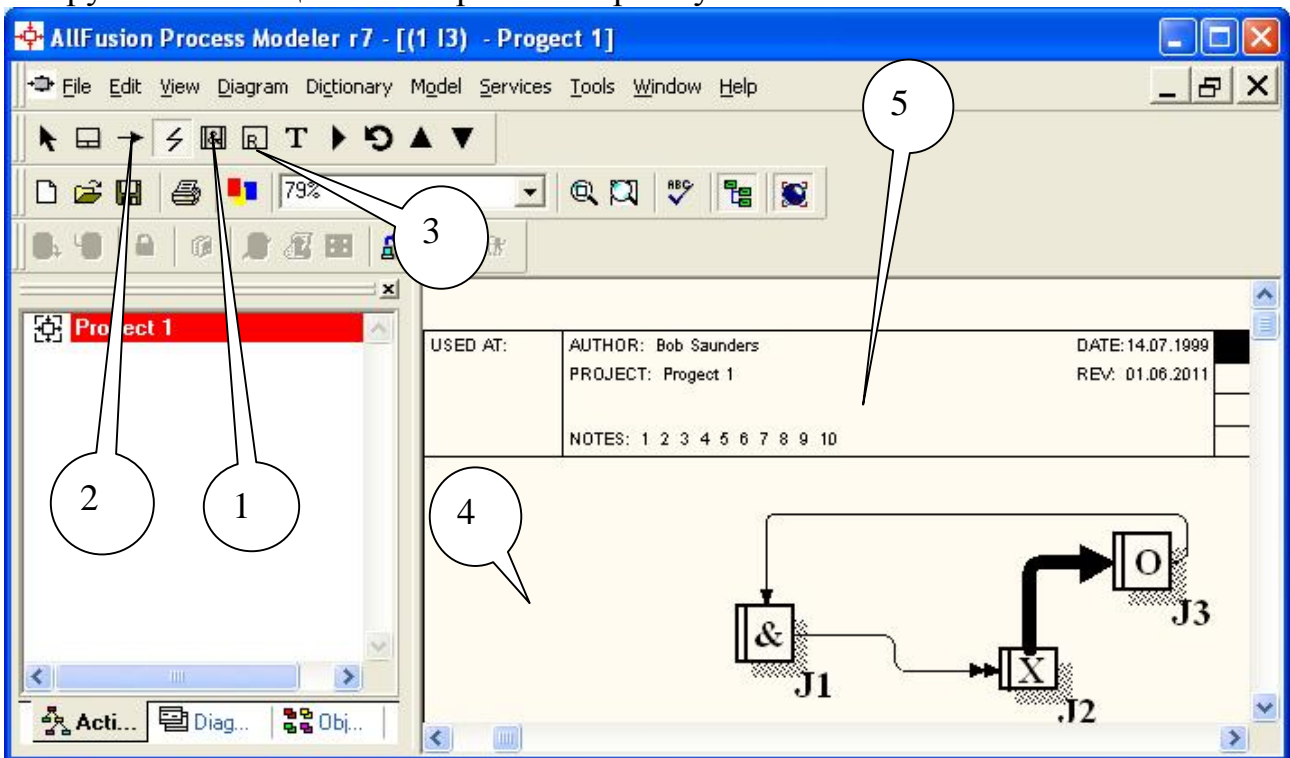 AllFusion Process Modeler r7 - [(1 I3) - Progect 1]
File Edit View Diagram Dictionary Model Services Tools Window Help
5
R T
79%
ABC
3
Project 1
USED AT:
AUTHOR: Bob Saunders
DATE:14.07.1999
PROJECT: Progect 1
REV: 01.06.2011
NOTES: 1 2 3 4 5 6 7 8 9 10
2
1
4
O
J3
&
J1
X
J2
Acti...
Diag...
Obj...